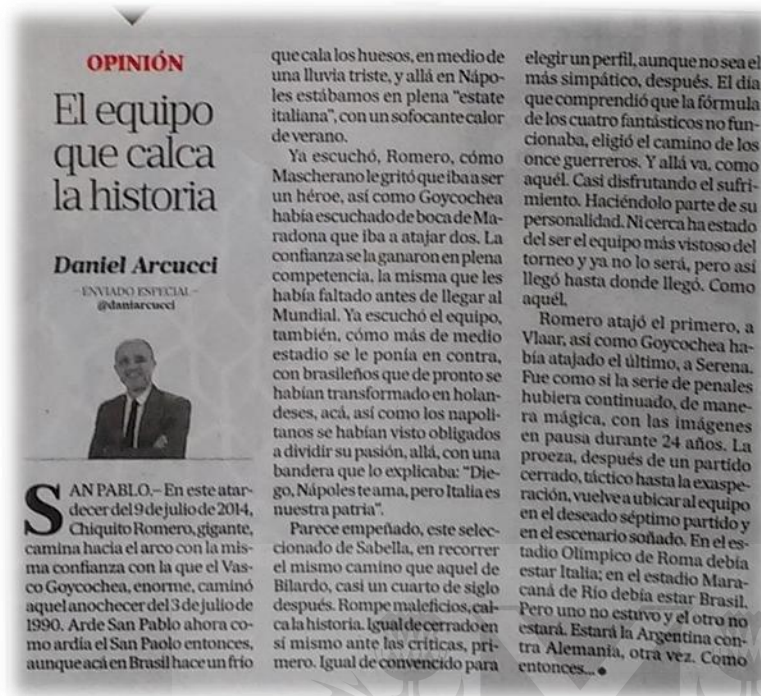 OPINIÓN
El equipo
que calca
la historia
Daniel Arcucci
– ENVIADO ESPECIAL –
@daniarcucci
SAN PABLO.– En este atar-
decer del 9 de julio de 2014,
Chiquito Romero, gigante,
camina hacia el arco con la mis-
ma confianza con la que el Vas-
co Goycochea, enorme, caminó
aquel anochecer del 3 de julio de
1990. Arde San Pablo ahora co-
mo ardía el San Paolo entonces,
aunque acá en Brasil hace un frío
que cala los huesos, en medio de
una lluvia triste, y allá en Nápo-
les estábamos en plena "estate
italiana", con un sofocante calor
de verano.
Ya escuchó, Romero, cómo
Mascherano le gritó que iba a ser
un héroe, así como Goycochea
había escuchado de boca de Ma-
radona que iba a atajar dos. La
confianza se la ganaron en plena
competencia, la misma que les
había faltado antes de llegar al
Mundial. Ya escuchó el equipo,
también, cómo más de medio
estadio se le ponía en contra,
con brasileños que de pronto se
habían transformado en holan-
deses, acá, así como los napoli-
tanos se habían visto obligados
a dividir su pasión, allá, con una
bandera que lo explicaba: "Die-
go, Nápoles te ama, pero Italia es
nuestra patria".
Parece empeñado, este selec-
cionado de Sabella, en recorrer
el mismo camino que aquel de
Bilardo, casi un cuarto de siglo
después. Rompe maleficios, cal-
ca la historia. Igual de cerrado en
sí mismo ante las críticas, pri-
mero. Igual de convencido para
elegir un perfil, aunque no sea el
más simpático, después. El día
que comprendió que la fórmula
de los cuatro fantásticos no fun-
cionaba, eligió el camino de los
once guerreros. Y allá va, como
aquél. Casi disfrutando el sufri-
miento. Haciéndolo parte de su
personalidad. Ni cerca ha estado
del ser el equipo más vistoso del
torneo y ya no lo será, pero así
llegó hasta donde llegó. Como
aquél.
Romero atajó el primero, a
Vlaar, así como Goycochea ha-
bía atajado el último, a Serena.
Fue como si la serie de penales
hubiera continuado, de mane-
ra mágica, con las imágenes
en pausa durante 24 años. La
proeza, después de un partido
cerrado, táctico hasta la exaspe-
ración, vuelve a ubicar al equipo
en el deseado séptimo partido y
en el escenario soñado. En el es-
tadio Olímpico de Roma debía
estar Italia; en el estadio Mara-
caná de Río debía estar Brasil.
Pero uno no estuvo y el otro no
estará. Estará la Argentina con-
tra Alemania, otra vez. Como
entonces... •